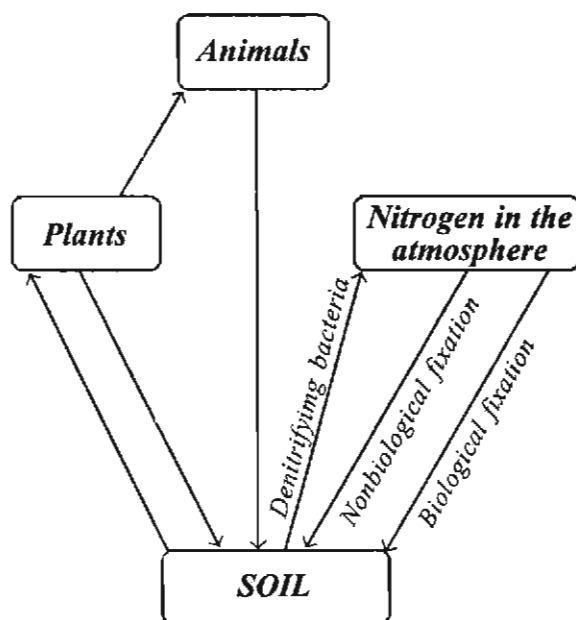 Animals
Plants
Nitrogen in the
atmosphere
Denitrifyimg bacteria
Nonbiological fixation
Biological fixation
SOIL